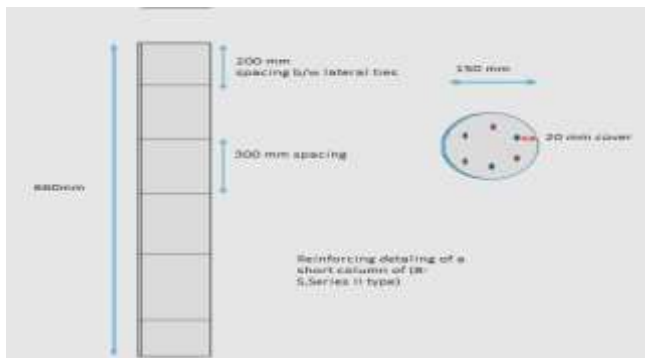 200 mm
spacing b/w lateral ties
150 mm
20 mm cover
300 mm spacing
660mm
Reinforcing detailing of a
short column of (R-
S,Series II type)